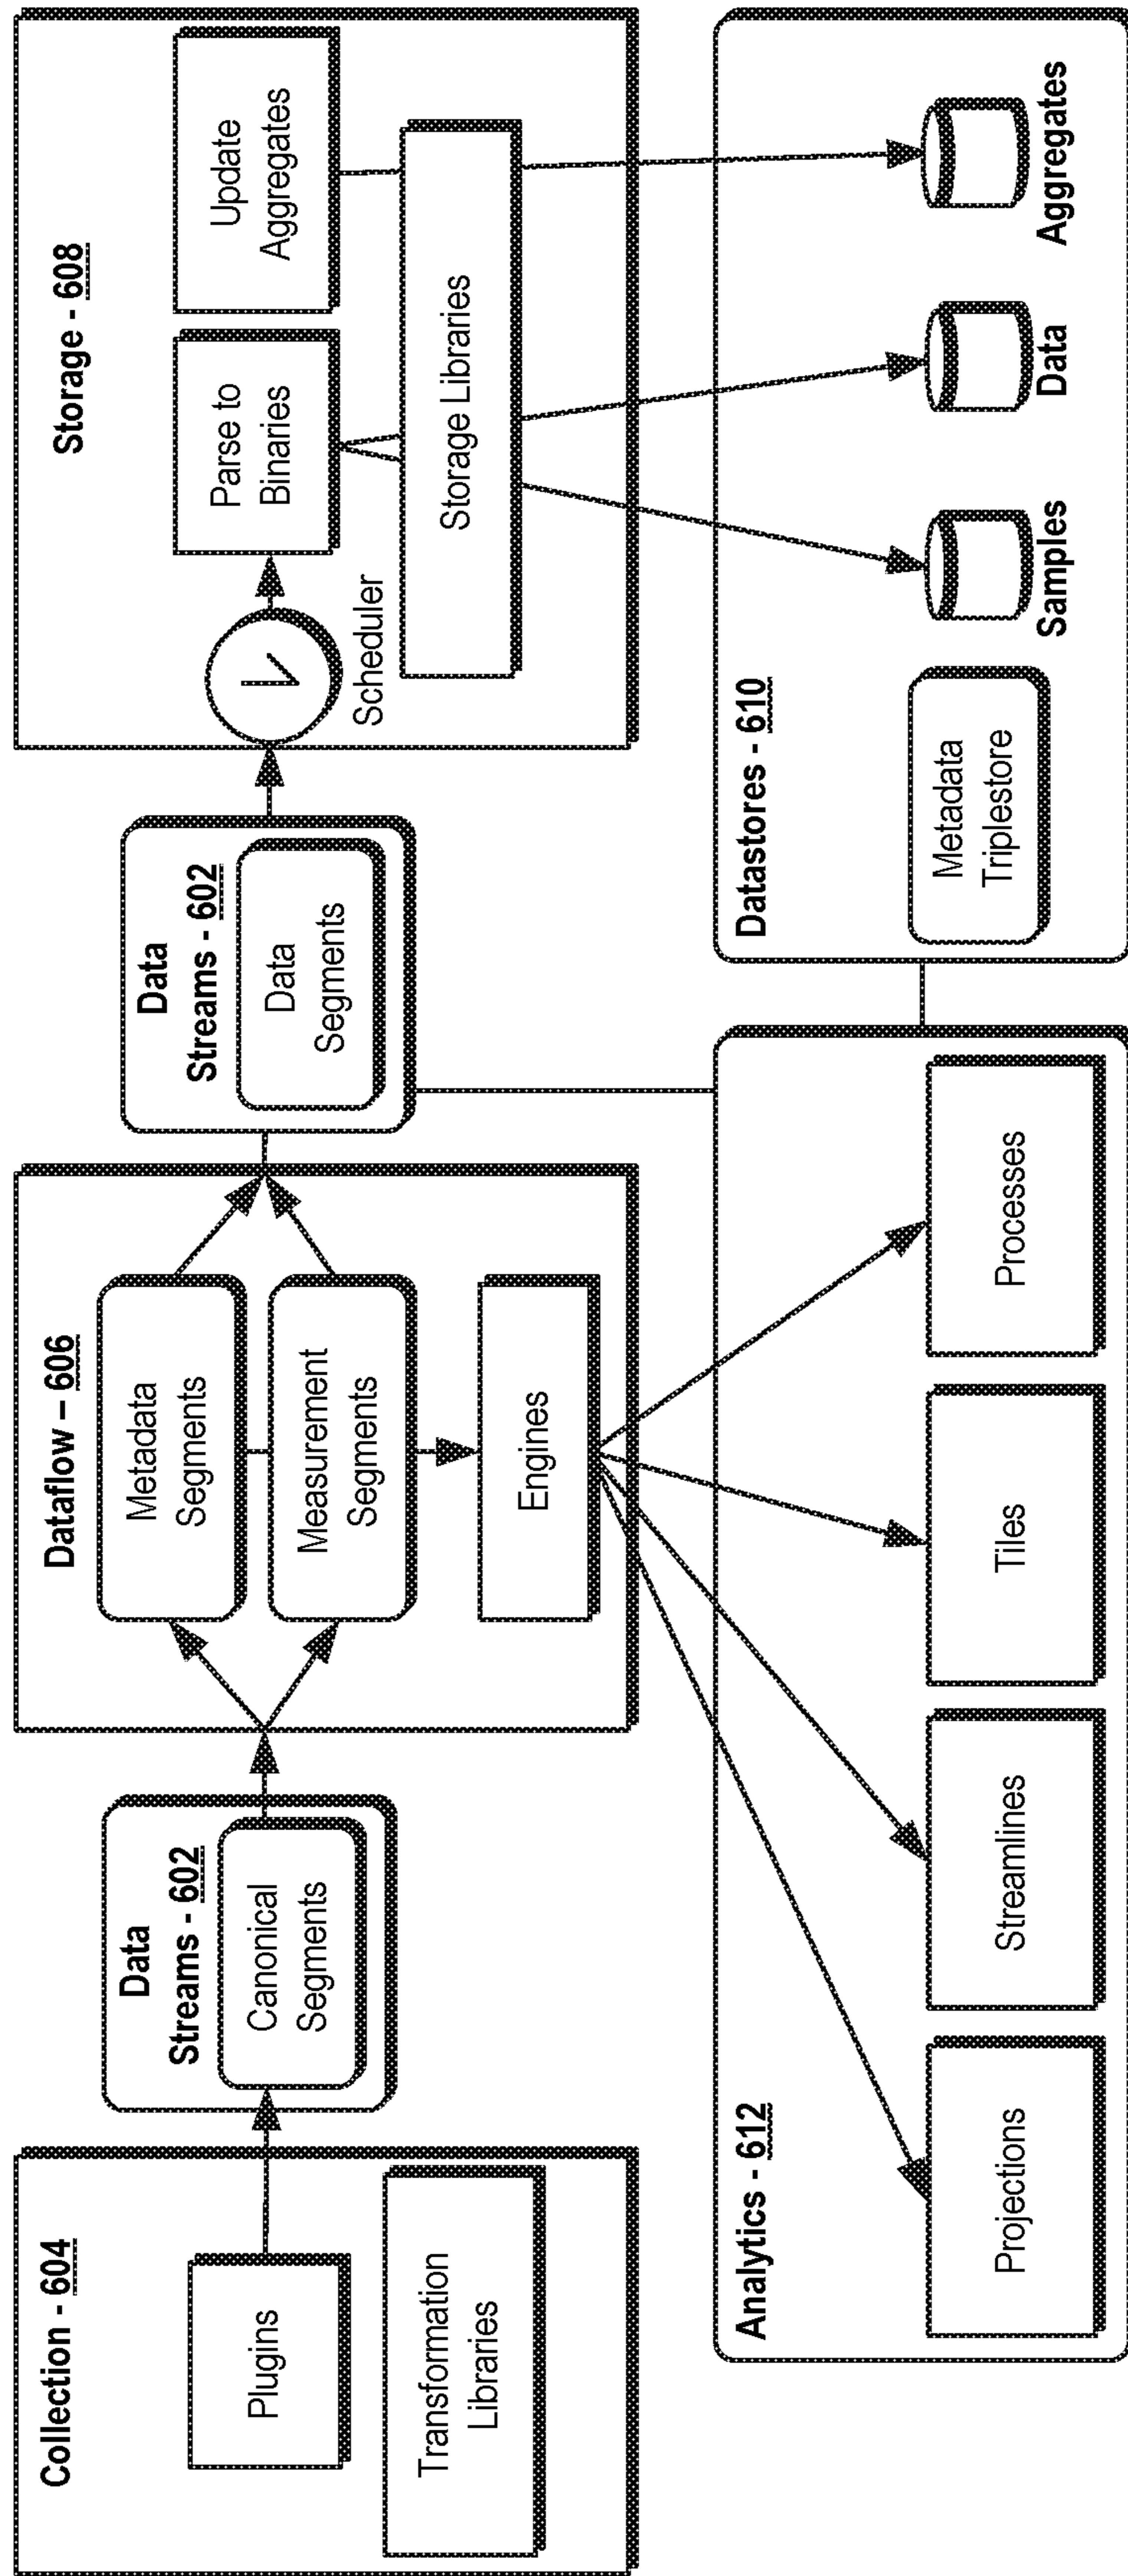 Collection - 604
Plugins
Transformation
Libraries
Data
Streams - 602
Canonical
Segments
Dataflow – 606
Metadata
Segments
Measurement
Segments
Engines
Data
Streams - 602
Data
Segments
Storage - 608
Scheduler
Parse to
Binaries
Update
Aggregates
Storage Libraries
Analytics - 612
Projections
Streamlines
Tiles
Processes
Datastores - 610
Metadata
Triplestore
Samples
Data
Aggregates